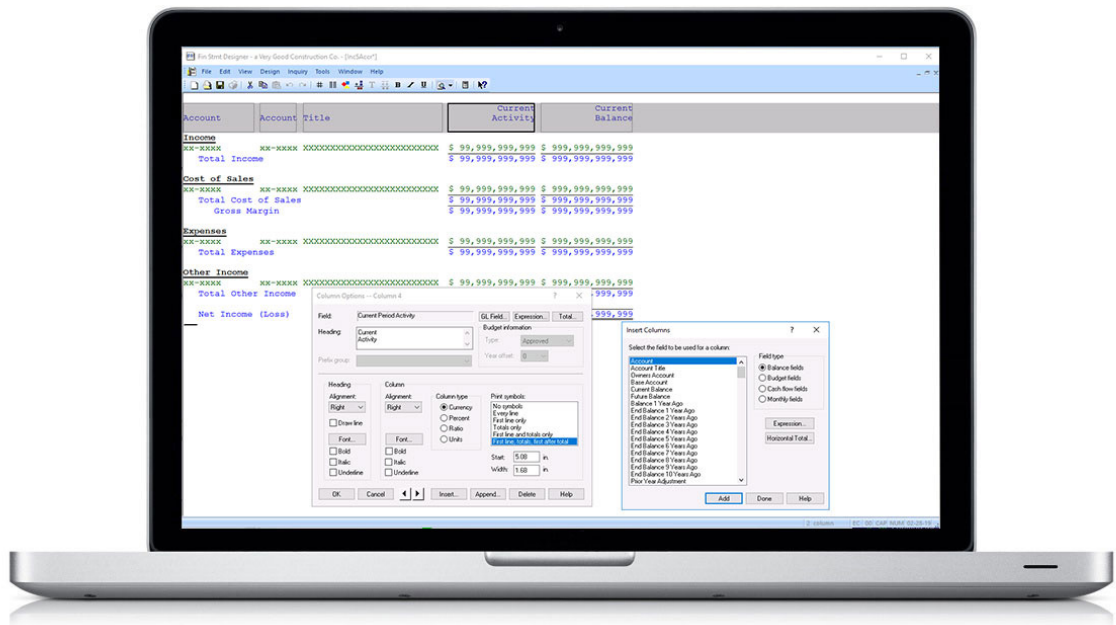 Fin Stmt Designer - a Very Good Construction Co. - [IncSAcor*]
File Edit View Design Inquiry Tools Window Help
Account Account Title Current Activity Current Balance
Income
xx-xxxx xx-xxxx XXXXXXXXXXXXXXXXXXXXXXXXXX $ 99,999,999,999 $ 999,999,999,999
Total Income $ 99,999,999,999 $ 999,999,999,999
Cost of Sales
xx-xxxx xx-xxxx XXXXXXXXXXXXXXXXXXXXXXXXXX $ 99,999,999,999 $ 999,999,999,999
Total Cost of Sales $ 99,999,999,999 $ 999,999,999,999
Gross Margin $ 99,999,999,999 $ 999,999,999,999
Expenses
xx-xxxx xx-xxxx XXXXXXXXXXXXXXXXXXXXXXXXXX $ 99,999,999,999 $ 999,999,999,999
Total Expenses $ 99,999,999,999 $ 999,999,999,999
Other Income
xx-xxxx xx-xxxx XXXXXXXXXXXXXXXXXXXXXXXXXX $ 99,999,999,999 $ 999,999,999,999
Total Other Income ,999,999
Net Income (Loss) ,999,999
Column Options -- Column 4
Field: Current Period Activity GL Field... Expression... Total...
Heading: Current
Activity
Budget information
Type: Approved
Year offset: 0
Prefix group:
Heading
Alignment:
Right
Draw line
Font...
Bold
Italic
Underline
Column
Alignment:
Right
Font...
Bold
Italic
Underline
Column type
Currency
Percent
Ratio
Units
Print symbols:
No symbols
Every line
First line only
Totals only
First line and totals only
First line, totals, first after total
Start: 5.08 in.
Width: 1.68 in.
OK Cancel Insert... Append... Delete Help
Insert Columns
Select the field to be used for a column:
Account
Account Title
Owners Account
Base Account
Current Balance
Future Balance
Balance 1 Year Ago
End Balance 1 Year Ago
End Balance 2 Years Ago
End Balance 3 Years Ago
End Balance 4 Years Ago
End Balance 5 Years Ago
End Balance 6 Years Ago
End Balance 7 Years Ago
End Balance 8 Years Ago
End Balance 9 Years Ago
End Balance 10 Years Ago
Prior Year Adjustment
Field type
Balance fields
Budget fields
Cash flow fields
Monthly fields
Expression...
Horizontal Total...
Add Done Help